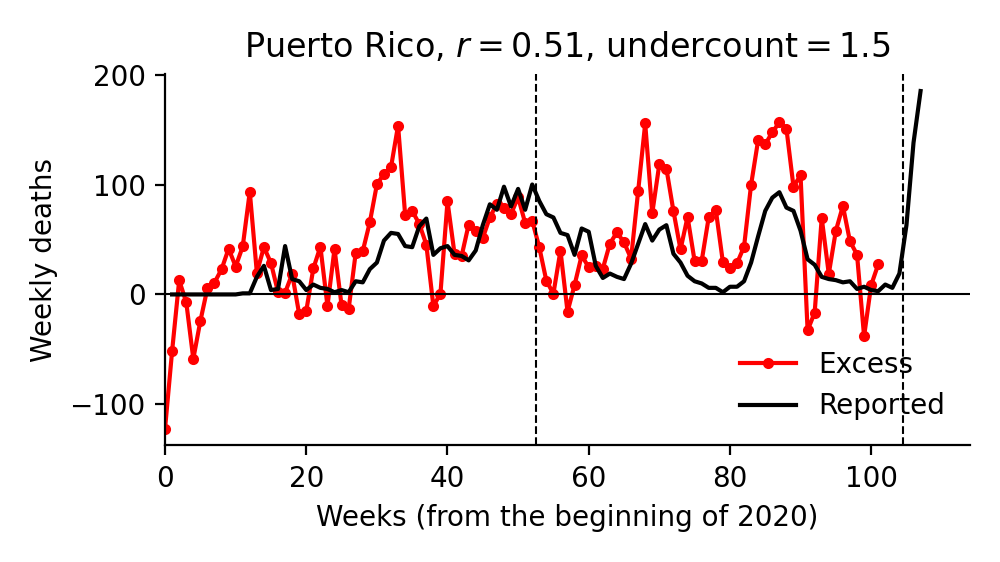 Puerto Rico, r = 0.51, undercount = 1.5
200
100
0
−100
Weekly deaths
Excess
Reported
0 20 40 60 80 100
Weeks (from the beginning of 2020)